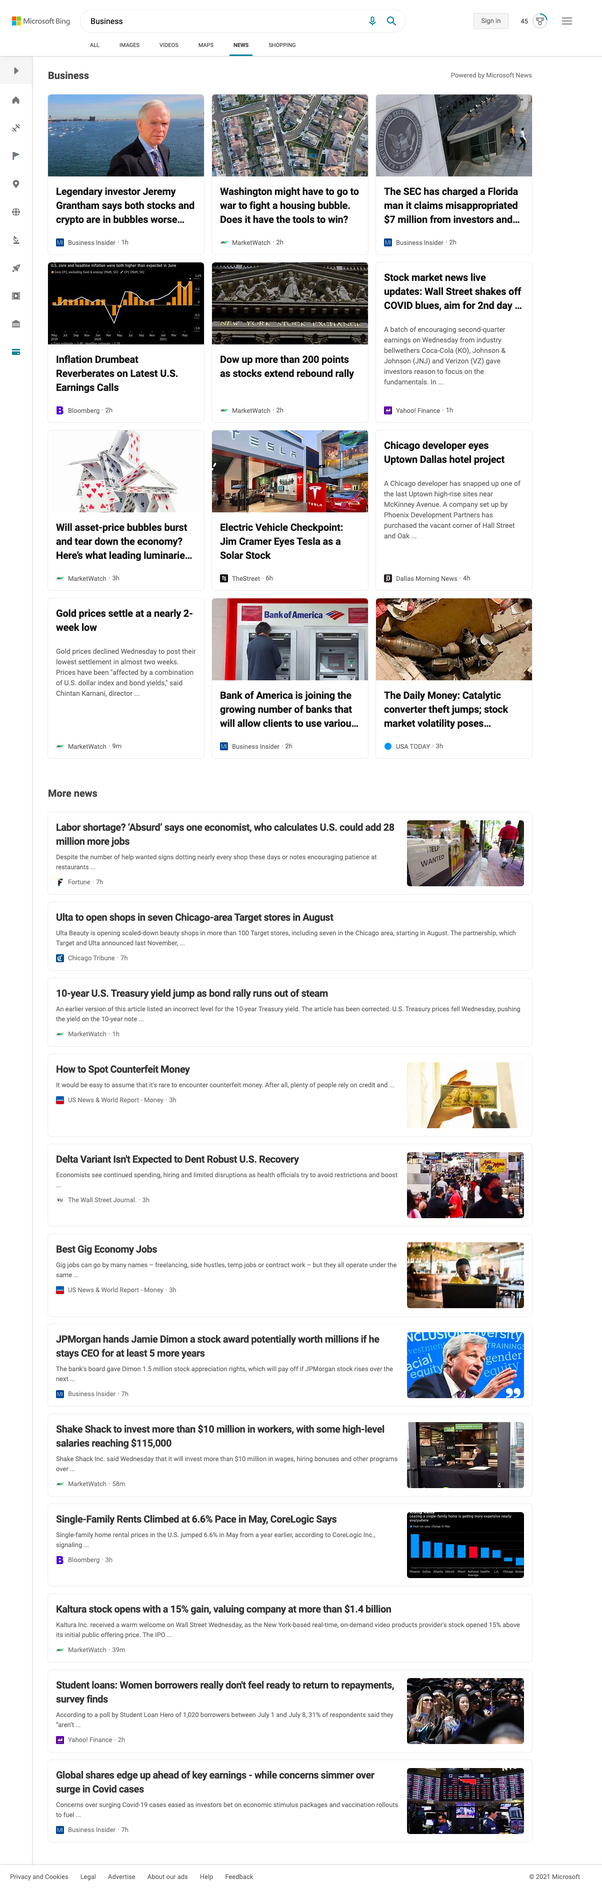 Microsoft Bing
Business
Sign in
45
ALL
IMAGES
VIDEOS
MAPS
NEWS
SHOPPING
Business
Powered by Microsoft News
Legendary investor Jeremy
Grantham says both stocks and
crypto are in bubbles worse...
Business Insider · 1h
Washington might have to go to
war to fight a housing bubble.
Does it have the tools to win?
MarketWatch · 2h
The SEC has charged a Florida
man it claims misappropriated
$7 million from investors and...
Business Insider · 2h
Inflation Drumbeat
Reverberates on Latest U.S.
Earnings Calls
Bloomberg · 2h
NEW YORK STOCK EXCHANGE
Dow up more than 200 points
as stocks extend rebound rally
MarketWatch · 2h
Stock market news live
updates: Wall Street shakes off
COVID blues, aim for 2nd day ...
A batch of encouraging second-quarter
earnings on Wednesday from industry
bellwethers Coca-Cola (KO), Johnson &
Johnson (JNJ) and Verizon (VZ) gave
investors reason to focus on the
fundamentals. In ...
Yahoo! Finance · 1h
Will asset-price bubbles burst
and tear down the economy?
Here's what leading luminarie...
MarketWatch · 3h
TESLA
Electric Vehicle Checkpoint:
Jim Cramer Eyes Tesla as a
Solar Stock
TheStreet · 6h
Chicago developer eyes
Uptown Dallas hotel project
A Chicago developer has snapped up one of
the last Uptown high-rise sites near
McKinney Avenue. A company set up by
Phoenix Development Partners has
purchased the vacant corner of Hall Street
and Oak ...
Dallas Morning News · 4h
Gold prices settle at a nearly 2-
week low
Gold prices declined Wednesday to post their
lowest settlement in almost two weeks.
Prices have been "affected by a combination
of U.S. dollar index and bond yields," said
Chintan Karnani, director ...
MarketWatch · 9m
Bank of America
Bank of America is joining the
growing number of banks that
will allow clients to use variou...
Business Insider · 2h
The Daily Money: Catalytic
converter theft jumps; stock
market volatility poses...
USA TODAY · 3h
More news
Labor shortage? 'Absurd' says one economist, who calculates U.S. could add 28
million more jobs
Despite the number of help wanted signs dotting nearly every shop these days or notes encouraging patience at
restaurants ...
Fortune · 7h
WANTED
Ulta to open shops in seven Chicago-area Target stores in August
Ulta Beauty is opening scaled-down beauty shops in more than 100 Target stores, including seven in the Chicago area, starting in August. The partnership, which
Target and Ulta announced last November, ...
Chicago Tribune · 7h
10-year U.S. Treasury yield jump as bond rally runs out of steam
An earlier version of this article listed an incorrect level for the 10-year Treasury yield. The article has been corrected. U.S. Treasury prices fell Wednesday, pushing
the yield on the 10-year note ...
MarketWatch · 1h
How to Spot Counterfeit Money
It would be easy to assume that it's rare to encounter counterfeit money. After all, plenty of people rely on credit and ...
US News & World Report - Money · 3h
Delta Variant Isn't Expected to Dent Robust U.S. Recovery
Economists see continued spending, hiring and limited disruptions as health officials try to avoid restrictions and boost
...
The Wall Street Journal. · 3h
Best Gig Economy Jobs
Gig jobs can go by many names – freelancing, side hustles, temp jobs or contract work – but they all operate under the
same ...
US News & World Report - Money · 3h
JPMorgan hands Jamie Dimon a stock award potentially worth millions if he
stays CEO for at least 5 more years
The bank's board gave Dimon 1.5 million stock appreciation rights, which will pay off if JPMorgan stock rises over the
next ...
Business Insider · 7h
Shake Shack to invest more than $10 million in workers, with some high-level
salaries reaching $115,000
Shake Shack Inc. said Wednesday that it will invest more than $10 million in wages, hiring bonuses and other programs
over ...
MarketWatch · 58m
Single-Family Rents Climbed at 6.6% Pace in May, CoreLogic Says
Single-family home rental prices in the U.S. jumped 6.6% in May from a year earlier, according to CoreLogic Inc.,
signaling ...
Bloomberg · 3h
Kaltura stock opens with a 15% gain, valuing company at more than $1.4 billion
Kaltura Inc. received a warm welcome on Wall Street Wednesday, as the New York-based real-time, on-demand video products provider's stock opened 15% above
its initial public offering price. The IPO ...
MarketWatch · 39m
Student loans: Women borrowers really don't feel ready to return to repayments,
survey finds
According to a poll by Student Loan Hero of 1,020 borrowers between July 1 and July 8, 31% of respondents said they
"aren't ...
Yahoo! Finance · 2h
Global shares edge up ahead of key earnings - while concerns simmer over
surge in Covid cases
Concerns over surging Covid-19 cases eased as investors bet on economic stimulus packages and vaccination rollouts
to fuel ...
Business Insider · 7h
Privacy and Cookies
Legal
Advertise
About our ads
Help
Feedback
© 2021 Microsoft